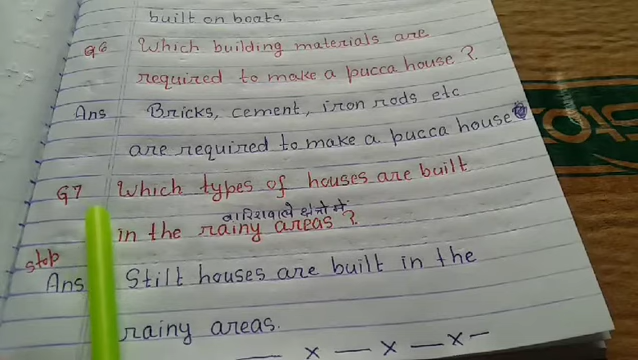 built on boats
Q6 Which building materials are
required to make a pucca house?
Ans Bricks, cement, iron rods etc
are required to make a pucca house
Q7 Which types of houses are built
बारिशवाले क्षेत्रो में
in the rainy areas?
stop
Ans Stilt houses are built in the
rainy areas.
— x — x — x —